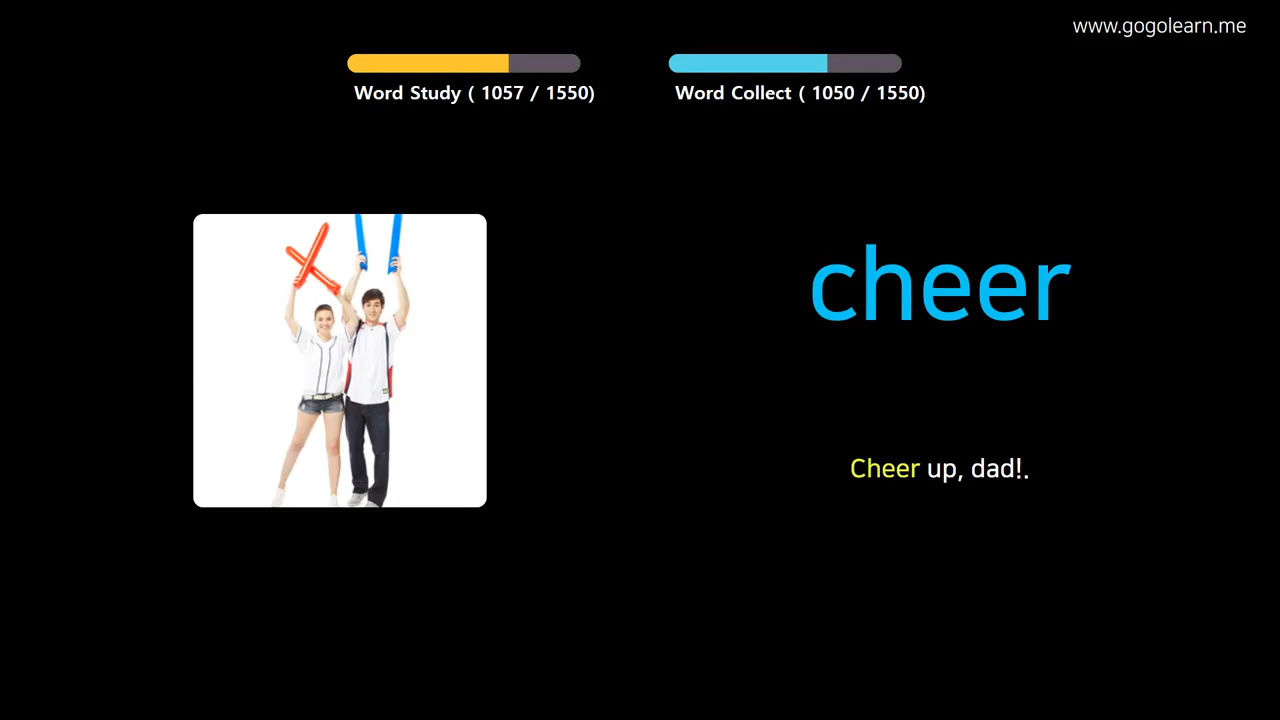 www.gogolearn.me
Word Study ( 1057 / 1550)
Word Collect ( 1050 / 1550)
cheer
Cheer up, dad!.